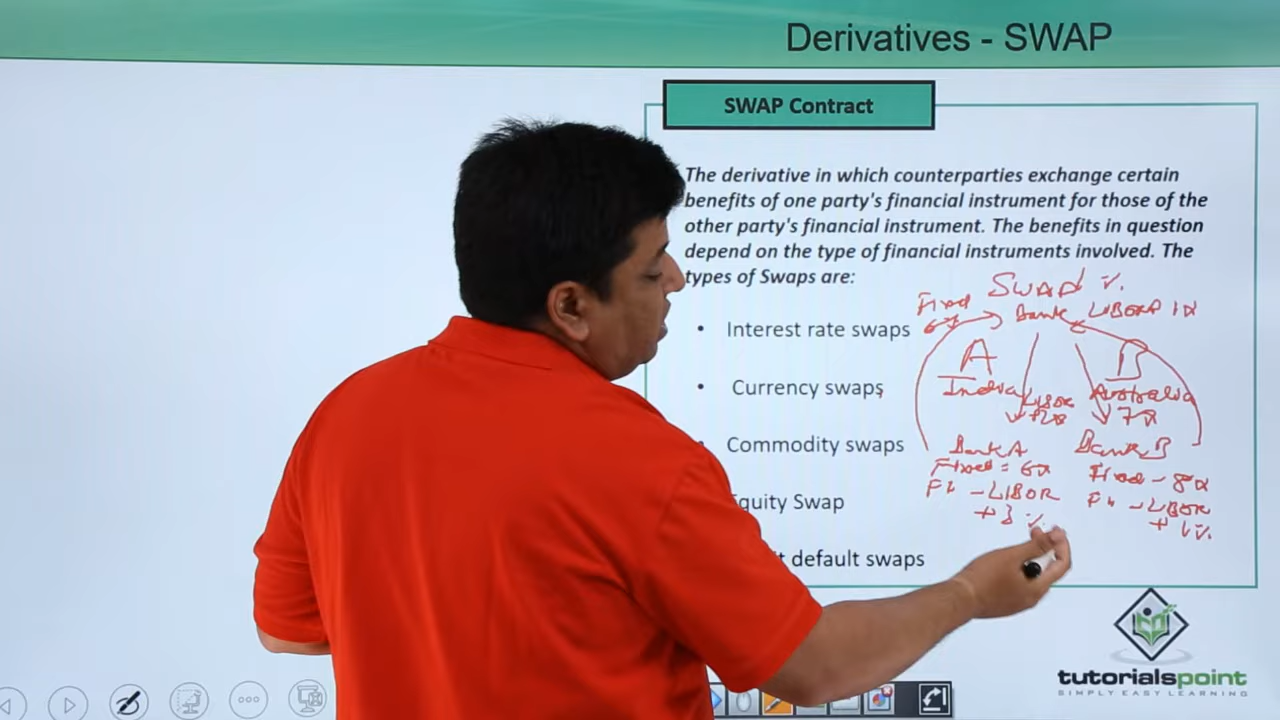 Derivatives - SWAP
SWAP Contract
The derivative in which counterparties exchange certain
benefits of one party's financial instrument for those of the
other party's financial instrument. The benefits in question
depend on the type of financial instruments involved. The
types of Swaps are:
SWAP %.
Fixed
Bank
• Interest rate swaps
A
B
• Currency swaps
India
Australia
LIBOR
+2%
7%
• Commodity swaps
Bank A
Bank B
Fixed = 6%
Fixed - 8%
- LIBOR
+ 3 %
- LIBOR
+ 1%.
Equity Swap
default swaps
tutorialspoint
SIMPLY EASY LEARNING